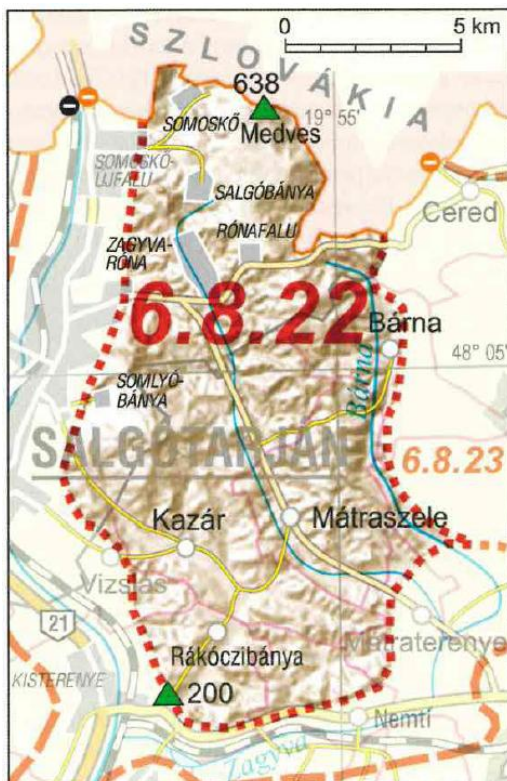 0 5 km
SZLOVÁKIA
638
19° 55'
SOMOSKŐ
Medves
SOMOSKŐ-
ÚJFALU
SALGÓBÁNYA
Cered
RÓNAFALU
ZAGYVA-
RÓNA
6.8.22
Bárna
48° 05'
Bárna
SOMLYÓ-
BÁNYA
SALGÓTARJÁN
6.8.23
Mátraszele
Kazár
Vizslás
21
Mátraterenye
Rákóczibánya
KISTERENYE
200
Nemti
Zagyva